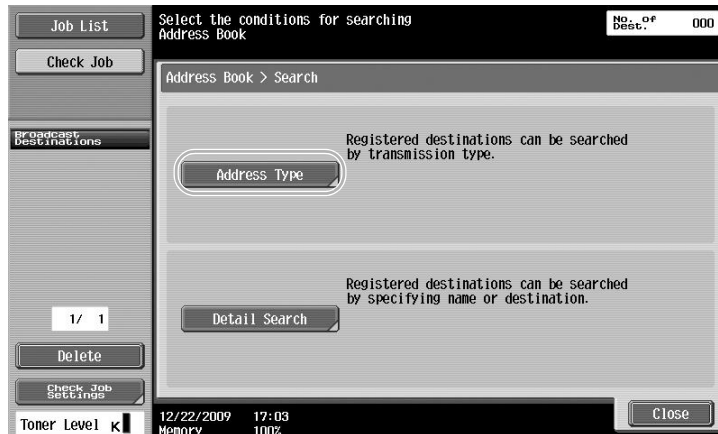 Job List
Select the conditions for searching
Address Book
No. of
Dest.
000
Check Job
Address Book > Search
Broadcast
Destinations
Registered destinations can be searched
by transmission type.
Address Type
Registered destinations can be searched
by specifying name or destination.
1/ 1
Detail Search
Delete
Check Job
Settings
Toner Level K
12/22/2009 17:03
Memory 100%
Close